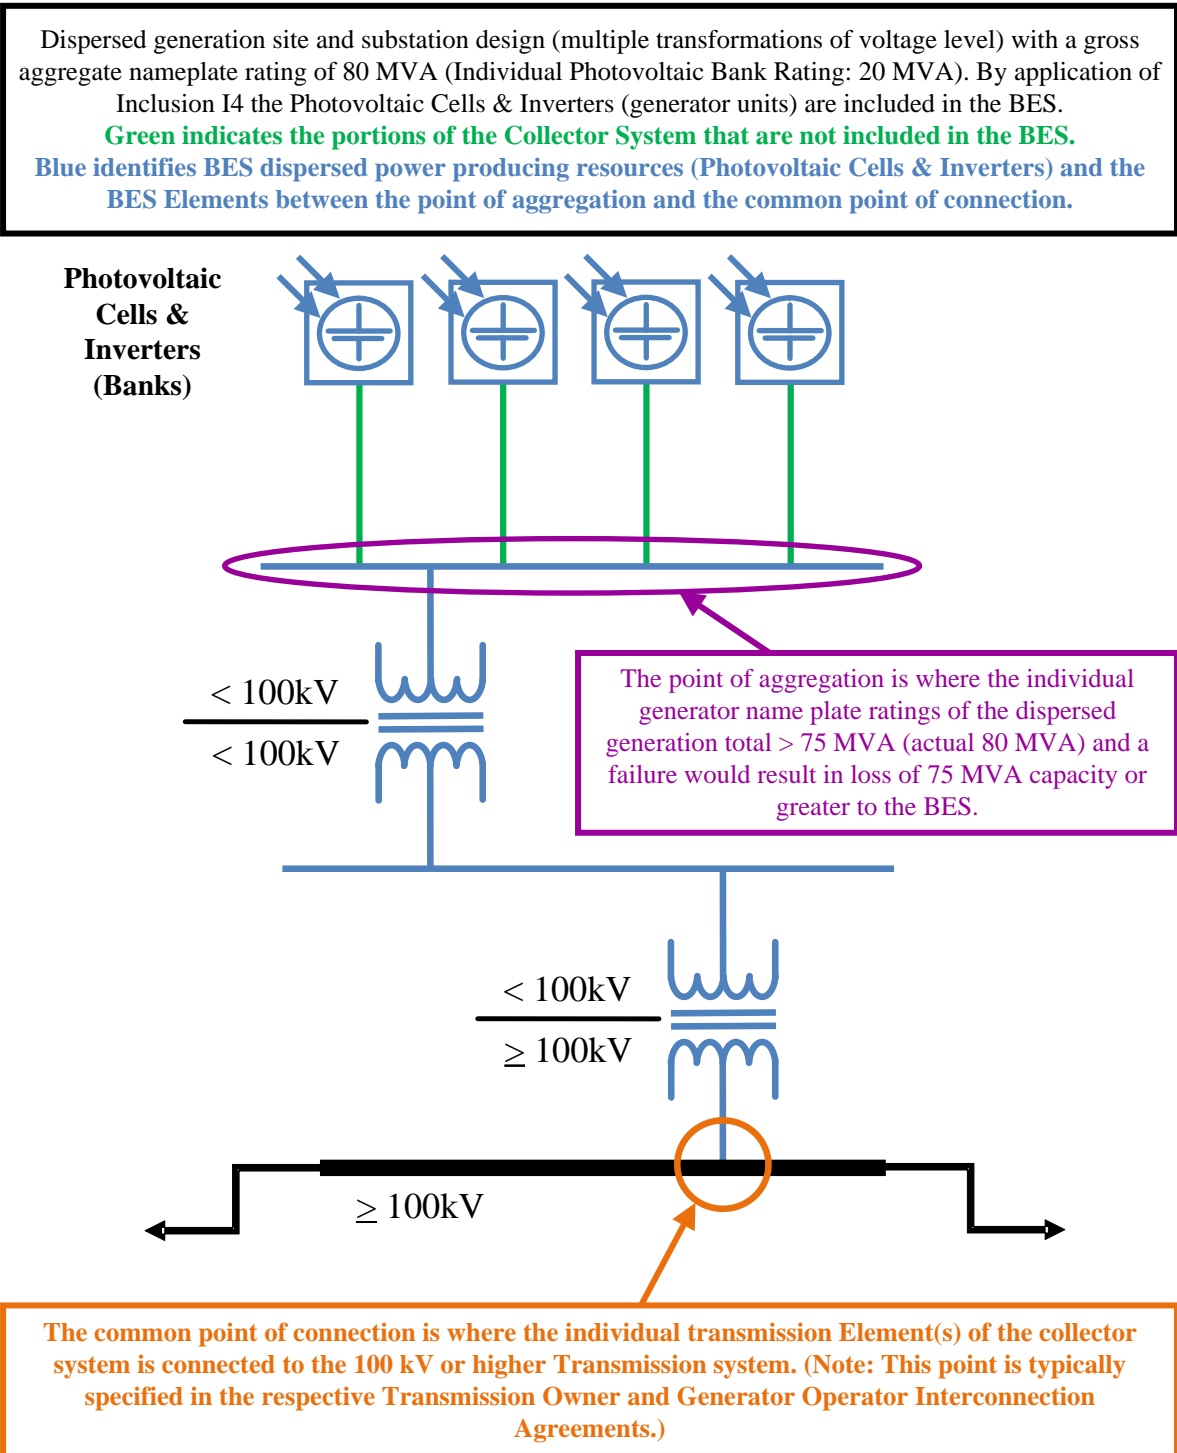 Dispersed generation site and substation design (multiple transformations of voltage level) with a gross
aggregate nameplate rating of 80 MVA (Individual Photovoltaic Bank Rating: 20 MVA). By application of
Inclusion I4 the Photovoltaic Cells & Inverters (generator units) are included in the BES.
Green indicates the portions of the Collector System that are not included in the BES.
Blue identifies BES dispersed power producing resources (Photovoltaic Cells & Inverters) and the
BES Elements between the point of aggregation and the common point of connection.
Photovoltaic
Cells &
Inverters
(Banks)
The point of aggregation is where the individual
generator name plate ratings of the dispersed
generation total > 75 MVA (actual 80 MVA) and a
failure would result in loss of 75 MVA capacity or
greater to the BES.
< 100kV
< 100kV
< 100kV
≥ 100kV
≥ 100kV
The common point of connection is where the individual transmission Element(s) of the collector
system is connected to the 100 kV or higher Transmission system. (Note: This point is typically
specified in the respective Transmission Owner and Generator Operator Interconnection
Agreements.)